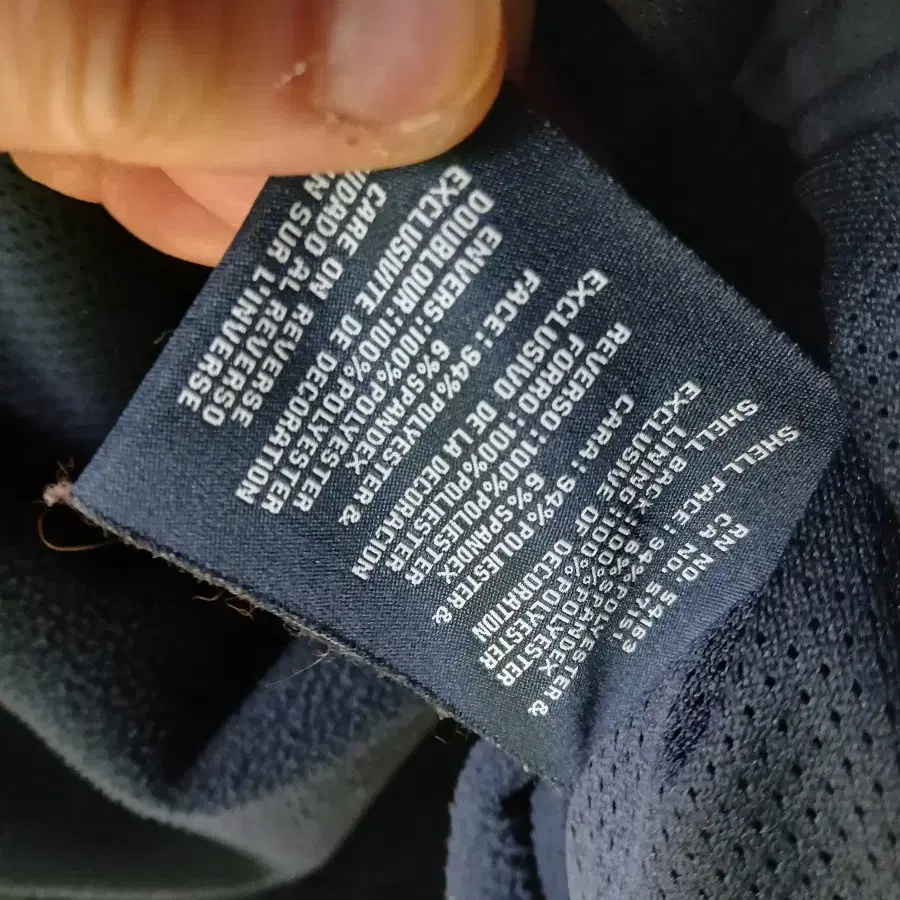 RN NO. 54163
CA NO. 57151
SHELL FACE: 94% POLYESTER &
6% SPANDEX
SHELL BACK: 100% POLYESTER
LINING: 100% POLYESTER
EXCLUSIVE OF DECORATION
CARA: 94% POLIESTER &
6% SPANDEX
REVERSO: 100% POLIESTER
FORRO: 100% POLIESTER
EXCLUSIVO DE LA DECORACION
FACE: 94% POLYESTER &
6% SPANDEX
ENVERS: 100% POLYESTER
DOUBLOUR: 100% POLYESTER
EXCLUSIVITE DE DECORATION
CARE ON REVERSE
AL REVERSO
SUR L'INVERSE